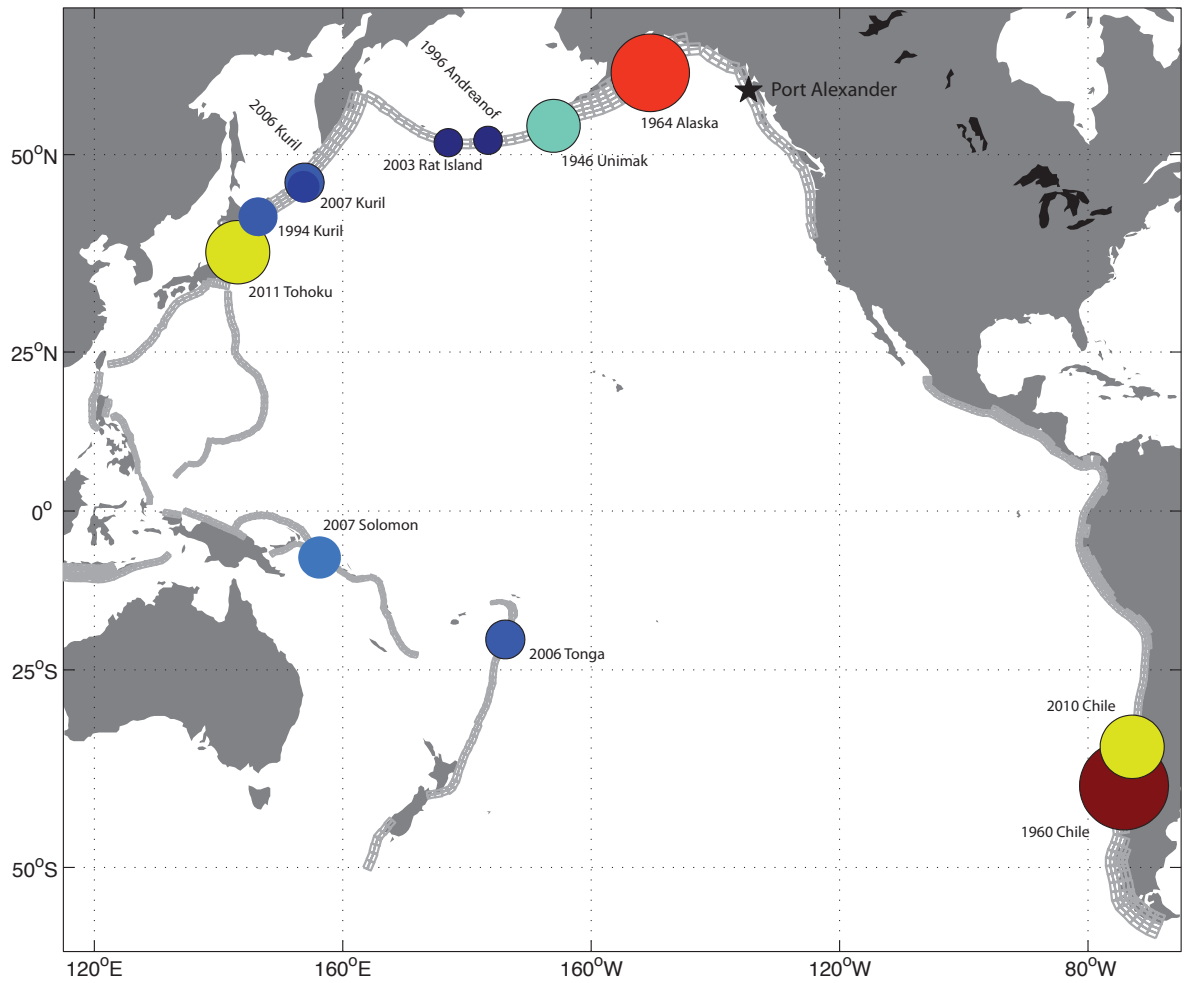 1996 Andreanof
Port Alexander
2006 Kuril
1964 Alaska
50°N
2003 Rat Island
1946 Unimak
2007 Kuril
1994 Kuril
2011 Tohoku
25°N
0°
2007 Solomon
2006 Tonga
25°S
2010 Chile
1960 Chile
50°S
120°E
160°E
160°W
120°W
80°W